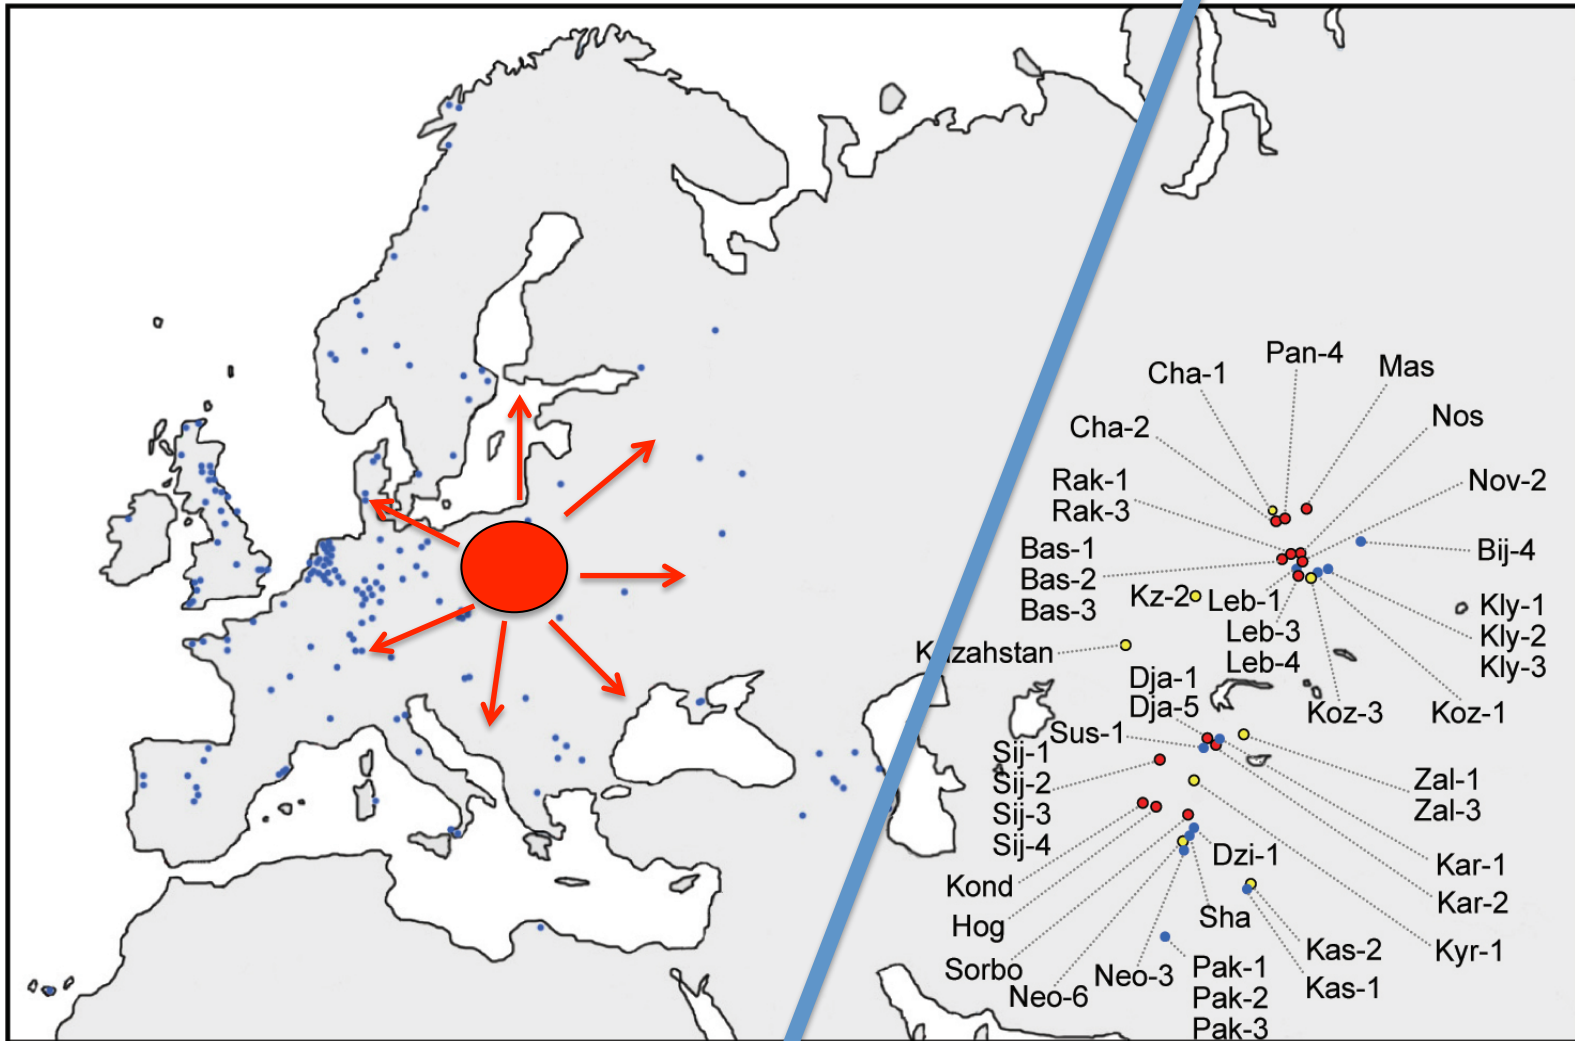 Pan-4
Cha-1
Mas
Cha-2
Nos
Rak-1
Rak-3
Nov-2
Bas-1
Bas-2
Bas-3
Bij-4
Kz-2
Leb-1
Leb-3
Leb-4
Kly-1
Kly-2
Kly-3
Kazahstan
Dja-1
Dja-5
Koz-3
Koz-1
Sus-1
Sij-1
Sij-2
Sij-3
Sij-4
Zal-1
Zal-3
Dzi-1
Kar-1
Kond
Kar-2
Hog
Sha
Kyr-1
Sorbo
Neo-6
Neo-3
Kas-2
Kas-1
Pak-1
Pak-2
Pak-3